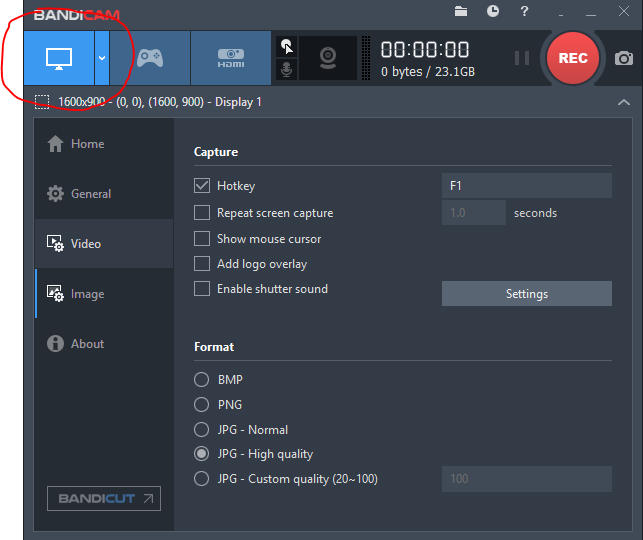 BANDICAM
?
HDMI
00:00:00
0 bytes / 23.1GB
REC
1600x900 - (0, 0), (1600, 900) - Display 1
Home
General
Video
Image
About
BANDICUT
Capture
Hotkey F1
Repeat screen capture 1.0 seconds
Show mouse cursor
Add logo overlay
Enable shutter sound Settings
Format
BMP
PNG
JPG - Normal
JPG - High quality
JPG - Custom quality (20~100) 100